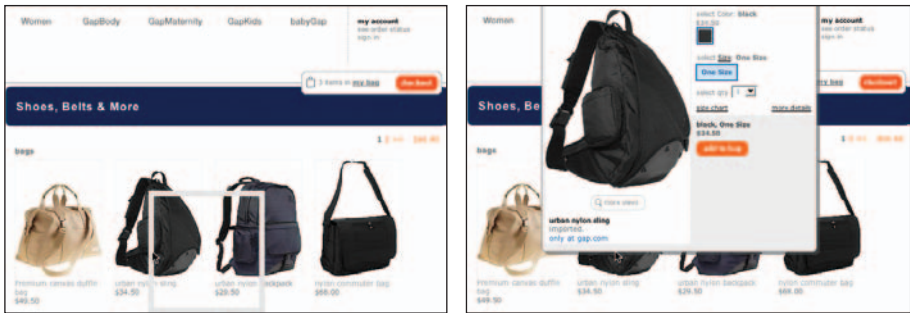 Women GapBody GapMaternity GapKids babyGap
my account
see order status
sign in
3 items in my bag checkout
Shoes, Belts & More
bags
Premium canvas duffin
bag
$49.50
urban nylon sling
$34.50
urban nylon backpack
$29.50
nylon commuter bag
$68.00
Women
select Color: black
$34.50
select Size: One Size
One Size
select qty 1
size chart more details
black, One Size
$34.50
add to bag
more views
urban nylon sling
imported.
only at gap.com
my account
see order status
sign in
my bag checkout
Shoes, Be
bags
Premium canvas duffin
bag
$49.50
urban nylon sling
$34.50
urban nylon backpack
$29.50
nylon commuter bag
$68.00